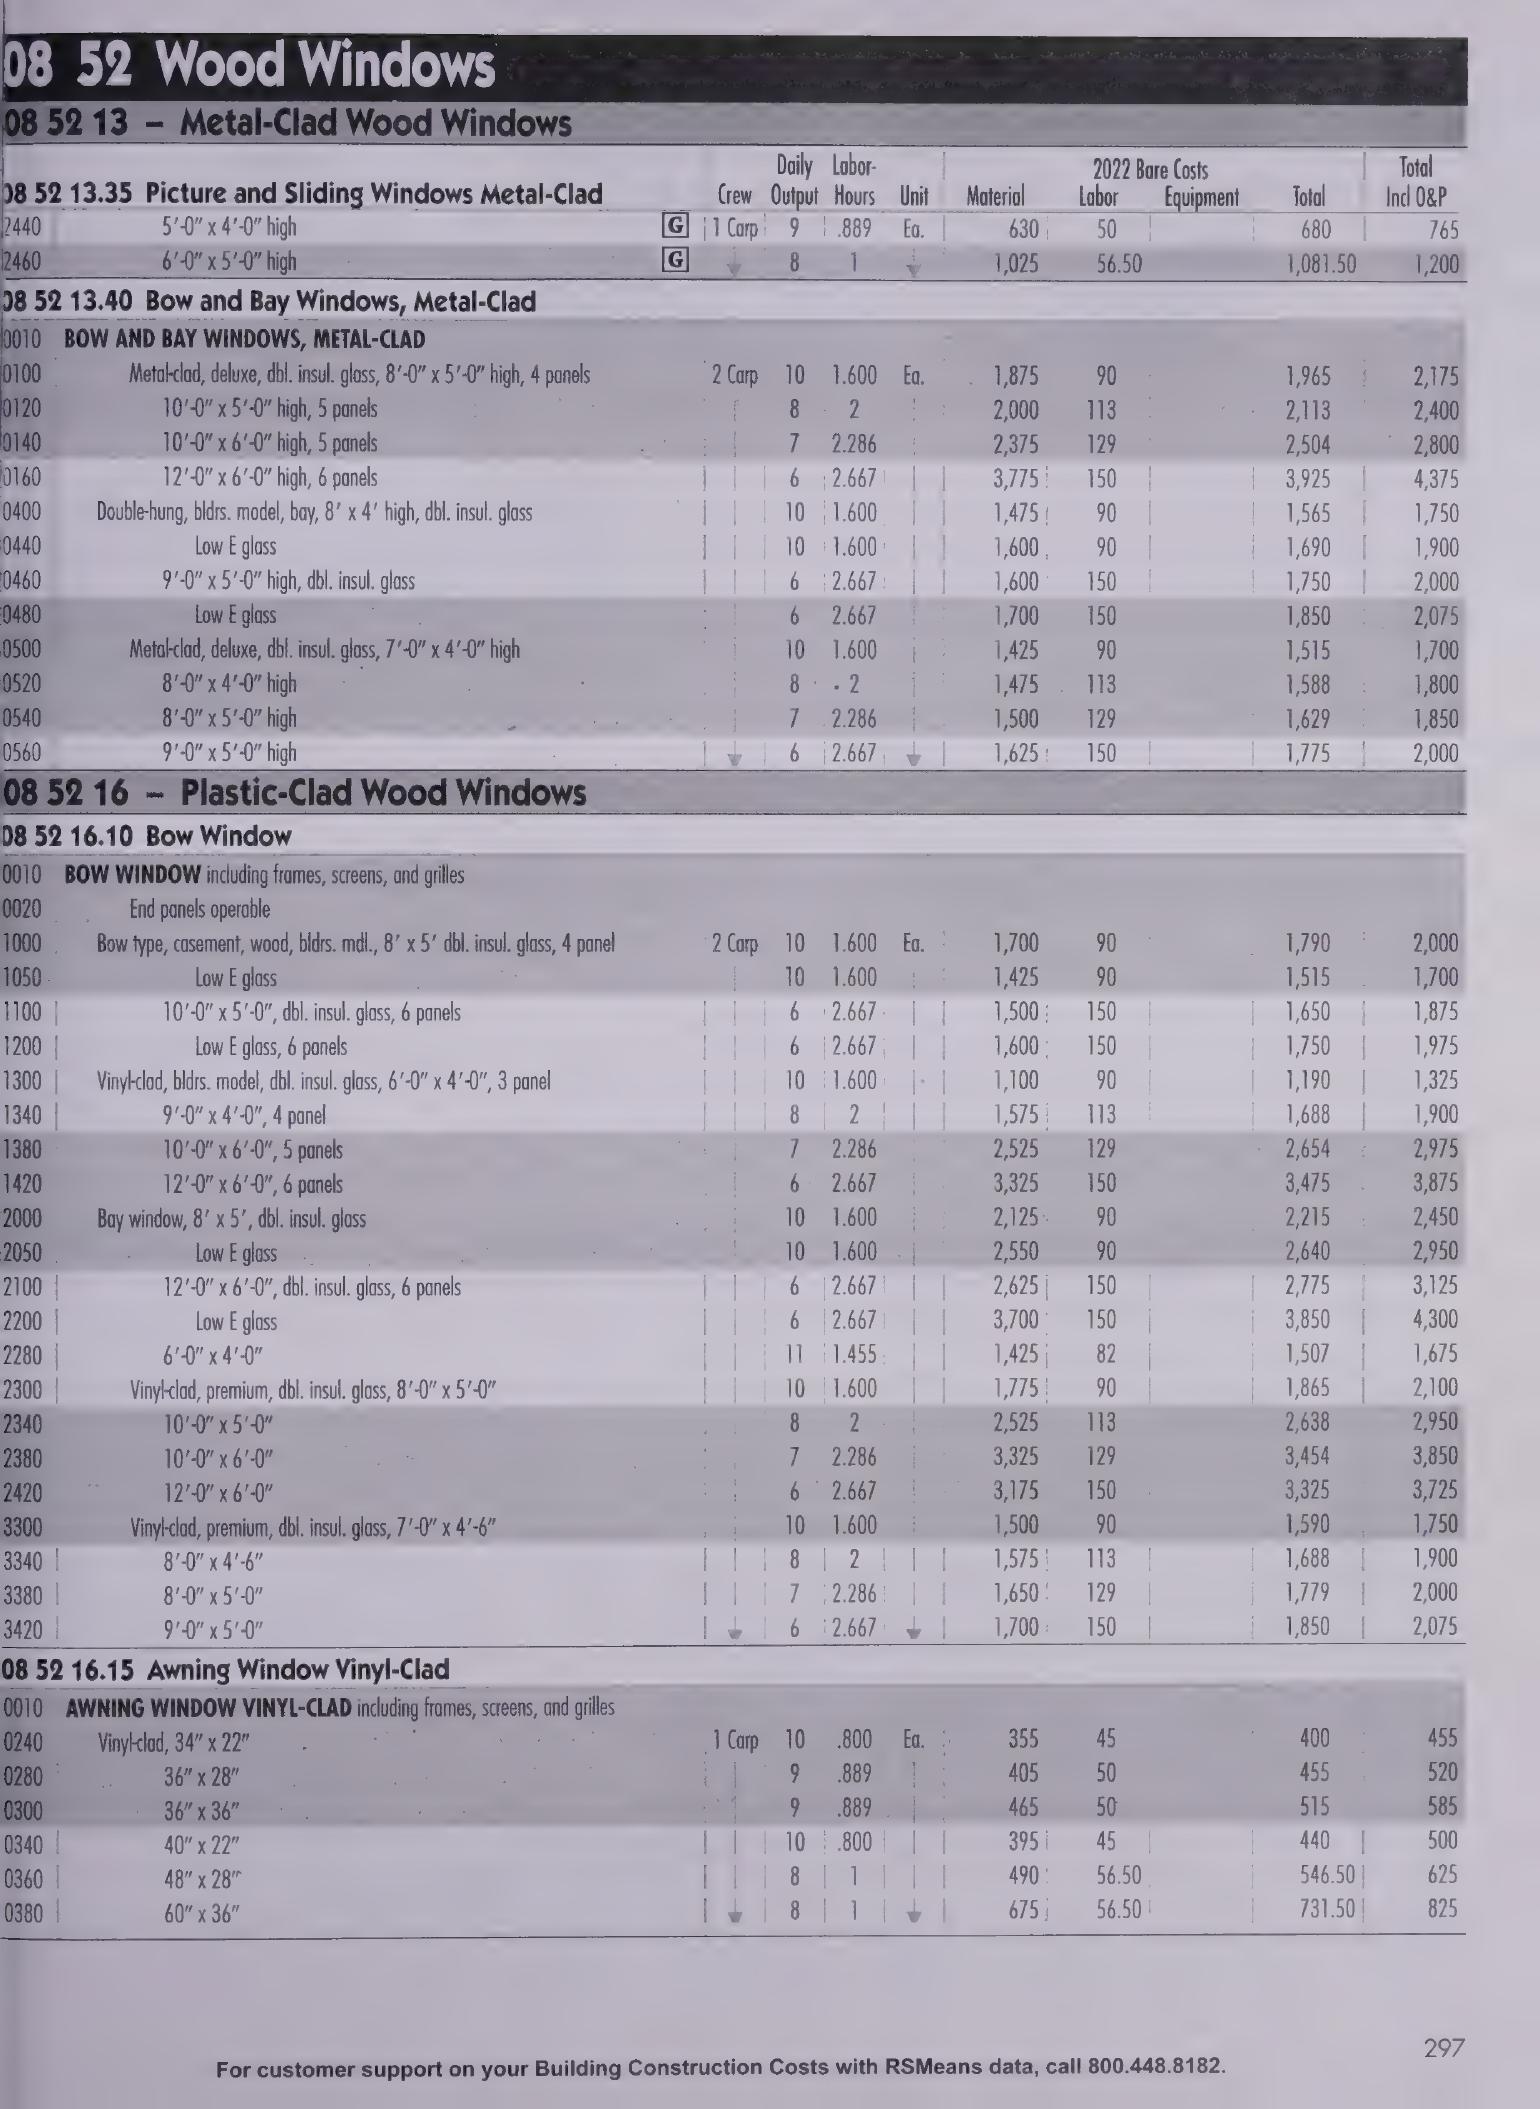 08 52 Wood Windows
08 52 13 – Metal-Clad Wood Windows
08 52 13.35 Picture and Sliding Windows Metal-Clad Crew Daily Output Labor-Hours Unit Material 2022 Bare Costs Labor Equipment Total Total Incl O&P
2440 5'-0" x 4'-0" high G 1 Carp 9 .889 Ea. 630 50 680 765
2460 6'-0" x 5'-0" high G 8 1 1,025 56.50 1,081.50 1,200
08 52 13.40 Bow and Bay Windows, Metal-Clad
0010 BOW AND BAY WINDOWS, METAL-CLAD
0100 Metal-clad, deluxe, dbl. insul. glass, 8'-0" x 5'-0" high, 4 panels 2 Carp 10 1.600 Ea. 1,875 90 1,965 2,175
0120 10'-0" x 5'-0" high, 5 panels 8 2 2,000 113 2,113 2,400
0140 10'-0" x 6'-0" high, 5 panels 7 2.286 2,375 129 2,504 2,800
0160 12'-0" x 6'-0" high, 6 panels 6 2.667 3,775 150 3,925 4,375
0400 Double-hung, bldrs. model, bay, 8' x 4' high, dbl. insul. glass 10 1.600 1,475 90 1,565 1,750
0440 Low E glass 10 1.600 1,600 90 1,690 1,900
0460 9'-0" x 5'-0" high, dbl. insul. glass 6 2.667 1,600 150 1,750 2,000
0480 Low E glass 6 2.667 1,700 150 1,850 2,075
0500 Metal-clad, deluxe, dbl. insul. glass, 7'-0" x 4'-0" high 10 1.600 1,425 90 1,515 1,700
0520 8'-0" x 4'-0" high 8 2 1,475 113 1,588 1,800
0540 8'-0" x 5'-0" high 7 2.286 1,500 129 1,629 1,850
0560 9'-0" x 5'-0" high 6 2.667 1,625 150 1,775 2,000
08 52 16 – Plastic-Clad Wood Windows
08 52 16.10 Bow Window
0010 BOW WINDOW including frames, screens, and grilles
0020 End panels operable
1000 Bow type, casement, wood, bldrs. mdl., 8' x 5' dbl. insul. glass, 4 panel 2 Carp 10 1.600 Ea. 1,700 90 1,790 2,000
1050 Low E glass 10 1.600 1,425 90 1,515 1,700
1100 10'-0" x 5'-0", dbl. insul. glass, 6 panels 6 2.667 1,500 150 1,650 1,875
1200 Low E glass, 6 panels 6 2.667 1,600 150 1,750 1,975
1300 Vinyl-clad, bldrs. model, dbl. insul. glass, 6'-0" x 4'-0", 3 panel 10 1.600 1,100 90 1,190 1,325
1340 9'-0" x 4'-0", 4 panel 8 2 1,575 113 1,688 1,900
1380 10'-0" x 6'-0", 5 panels 7 2.286 2,525 129 2,654 2,975
1420 12'-0" x 6'-0", 6 panels 6 2.667 3,325 150 3,475 3,875
2000 Bay window, 8' x 5', dbl. insul. glass 10 1.600 2,125 90 2,215 2,450
2050 Low E glass 10 1.600 2,550 90 2,640 2,950
2100 12'-0" x 6'-0", dbl. insul. glass, 6 panels 6 2.667 2,625 150 2,775 3,125
2200 Low E glass 6 2.667 3,700 150 3,850 4,300
2280 6'-0" x 4'-0" 11 1.455 1,425 82 1,507 1,675
2300 Vinyl-clad, premium, dbl. insul. glass, 8'-0" x 5'-0" 10 1.600 1,775 90 1,865 2,100
2340 10'-0" x 5'-0" 8 2 2,525 113 2,638 2,950
2380 10'-0" x 6'-0" 7 2.286 3,325 129 3,454 3,850
2420 12'-0" x 6'-0" 6 2.667 3,175 150 3,325 3,725
3300 Vinyl-clad, premium, dbl. insul. glass, 7'-0" x 4'-6" 10 1.600 1,500 90 1,590 1,750
3340 8'-0" x 4'-6" 8 2 1,575 113 1,688 1,900
3380 8'-0" x 5'-0" 7 2.286 1,650 129 1,779 2,000
3420 9'-0" x 5'-0" 6 2.667 1,700 150 1,850 2,075
08 52 16.15 Awning Window Vinyl-Clad
0010 AWNING WINDOW VINYL-CLAD including frames, screens, and grilles
0240 Vinyl-clad, 34" x 22" 1 Carp 10 .800 Ea. 355 45 400 455
0280 36" x 28" 9 .889 405 50 455 520
0300 36" x 36" 9 .889 465 50 515 585
0340 40" x 22" 10 .800 395 45 440 500
0360 48" x 28" 8 1 490 56.50 546.50 625
0380 60" x 36" 8 1 675 56.50 731.50 825
297
For customer support on your Building Construction Costs with RSMeans data, call 800.448.8182.